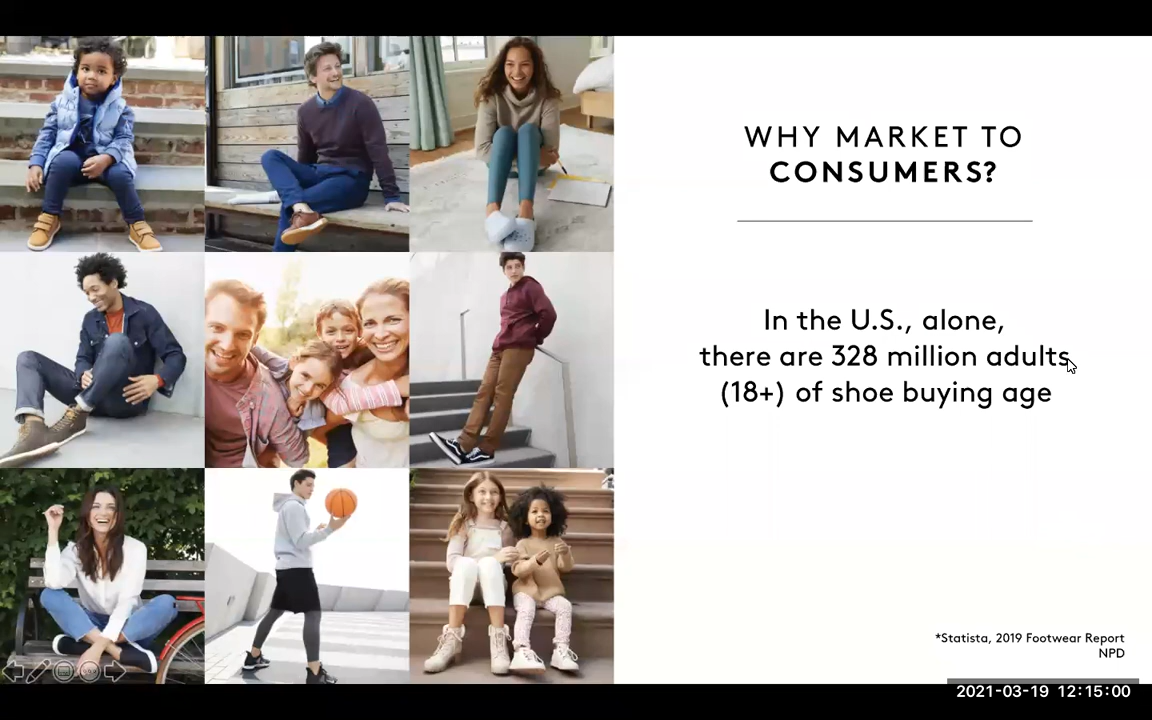 WHY MARKET TO
CONSUMERS?
In the U.S., alone,
there are 328 million adults
(18+) of shoe buying age
*Statista, 2019 Footwear Report
NPD
2021-03-19 12:15:00